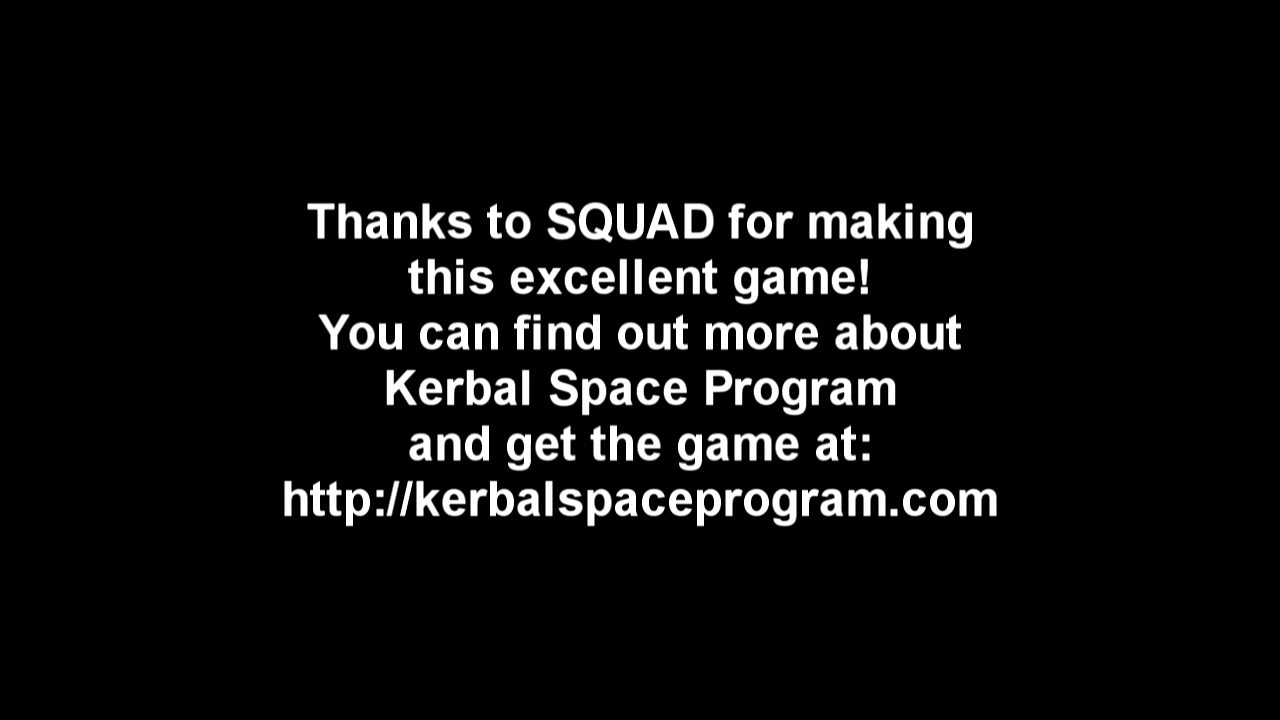 Thanks to SQUAD for making
this excellent game!
You can find out more about
Kerbal Space Program
and get the game at:
http://kerbalspaceprogram.com